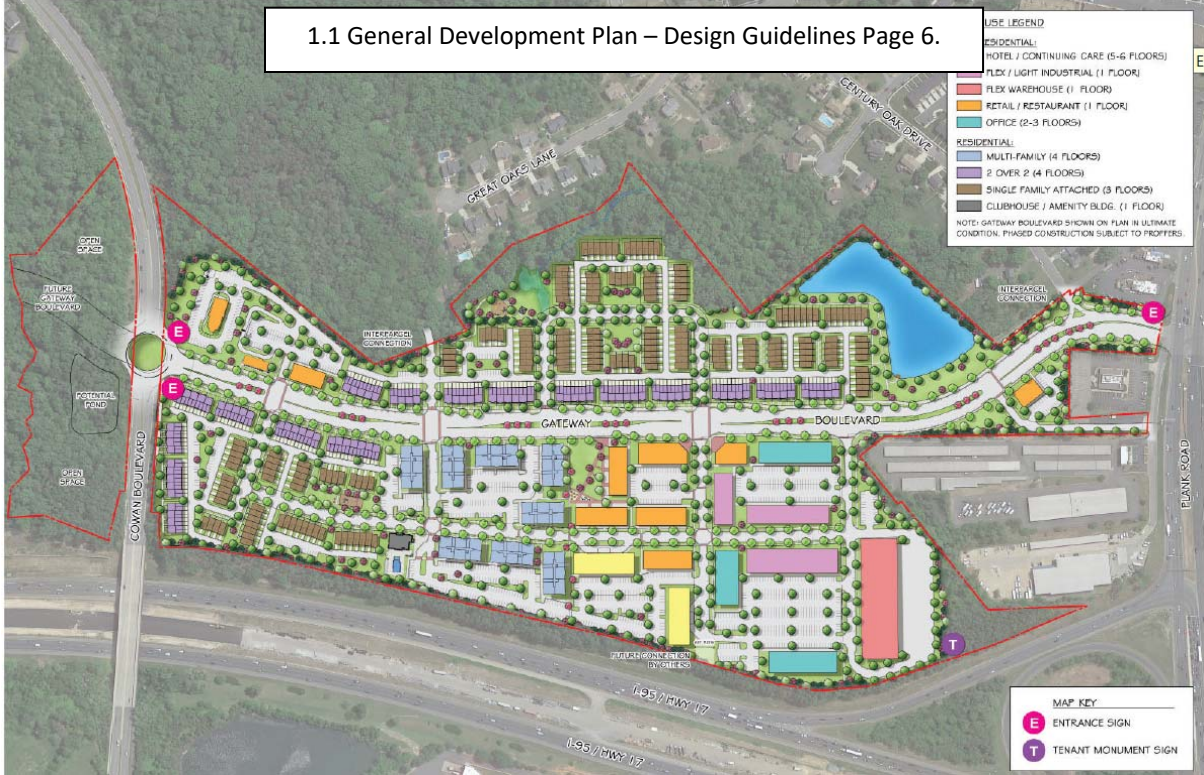 1.1 General Development Plan – Design Guidelines Page 6.
USE LEGEND
ESIDENTIAL:
HOTEL / CONTINUING CARE (5-6 FLOORS)
FLEX / LIGHT INDUSTRIAL (1 FLOOR)
FLEX WAREHOUSE (1 FLOOR)
RETAIL / RESTAURANT (1 FLOOR)
OFFICE (2-3 FLOORS)
RESIDENTIAL:
MULTI-FAMILY (4 FLOORS)
2 OVER 2 (4 FLOORS)
SINGLE FAMILY ATTACHED (3 FLOORS)
CLUBHOUSE / AMENITY BLDG. (1 FLOOR)
NOTE: GATEWAY BOULEVARD SHOWN ON PLAN IN ULTIMATE
CONDITION. PHASED CONSTRUCTION SUBJECT TO PROFFERS.
E
CENTURY OAK DRIVE
GREAT OAKS LANE
OPEN
SPACE
FUTURE
GATEWAY
BOULEVARD
INTERPARCEL
CONNECTION
E
E
INTERPARCEL
CONNECTION
E
POTENTIAL
POND
GATEWAY
BOULEVARD
OPEN
SPACE
COWAN BOULEVARD
PLANK ROAD
FUTURE CONNECTION
BY OTHERS
T
I-95 / HWY 17
I-95 / HWY 17
MAP KEY
E ENTRANCE SIGN
T TENANT MONUMENT SIGN